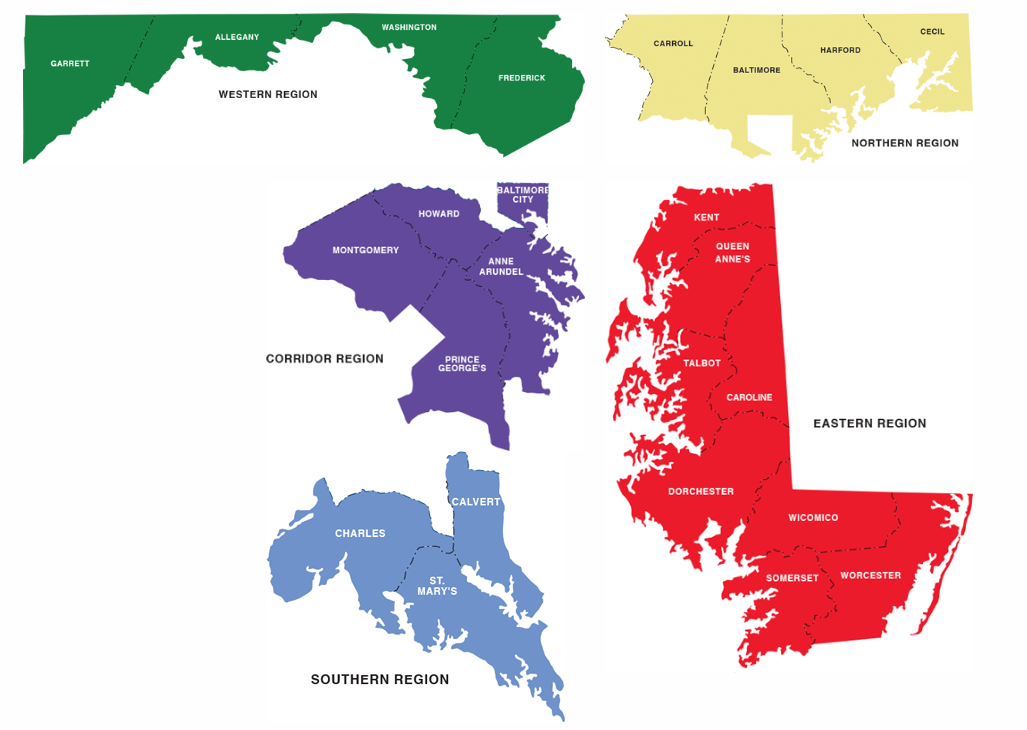 GARRETT
ALLEGANY
WASHINGTON
FREDERICK
WESTERN REGION
CARROLL
BALTIMORE
HARFORD
CECIL
NORTHERN REGION
MONTGOMERY
HOWARD
BALTIMORE
CITY
ANNE
ARUNDEL
PRINCE
GEORGE'S
CORRIDOR REGION
KENT
QUEEN
ANNE'S
TALBOT
CAROLINE
DORCHESTER
WICOMICO
SOMERSET
WORCESTER
EASTERN REGION
CALVERT
CHARLES
ST.
MARY'S
SOUTHERN REGION